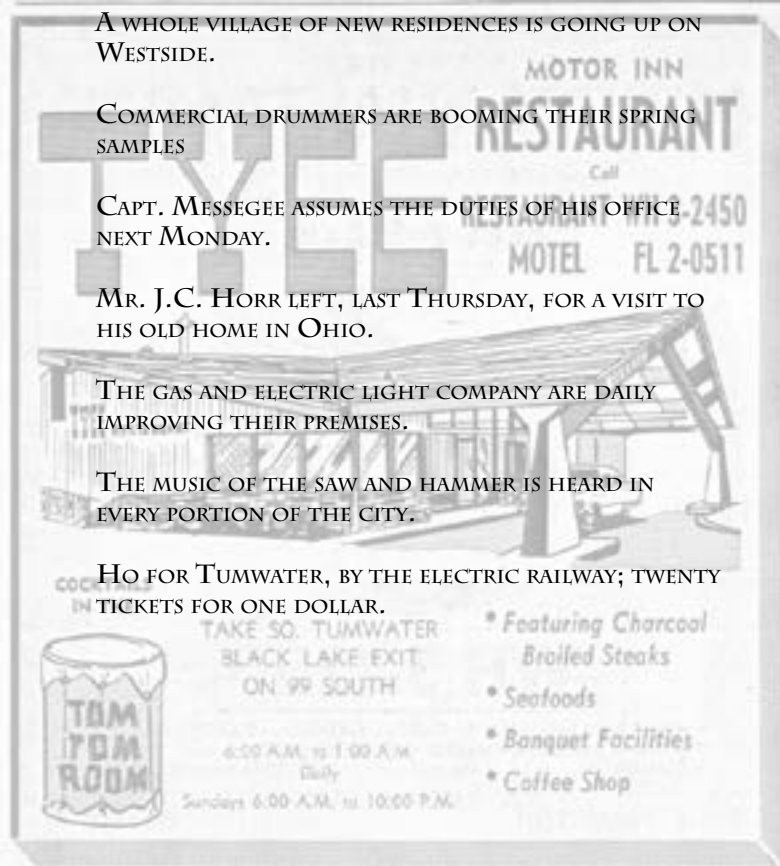 A whole village of new residences is going up on
Westside.
Commercial drummers are booming their spring
samples
Capt. Messegee assumes the duties of his office
next Monday.
Mr. J.C. Horr left, last Thursday, for a visit to
his old home in Ohio.
The gas and electric light company are daily
improving their premises.
The music of the saw and hammer is heard in
every portion of the city.
Ho for Tumwater, by the electric railway; twenty
tickets for one dollar.
TYEE
MOTOR INN
RESTAURANT
Call
RESTAURANT WH 3-2450
MOTEL FL 2-0511
COCKTAILS
IN
TOM
TOM
ROOM
TAKE SO. TUMWATER
BLACK LAKE EXIT
ON 99 SOUTH
6:00 A.M. to 1:00 A.M.
Daily
Sundays 6:00 A.M. to 10:00 P.M.
* Featuring Charcoal
Broiled Steaks
* Seafoods
* Banquet Facilities
* Coffee Shop